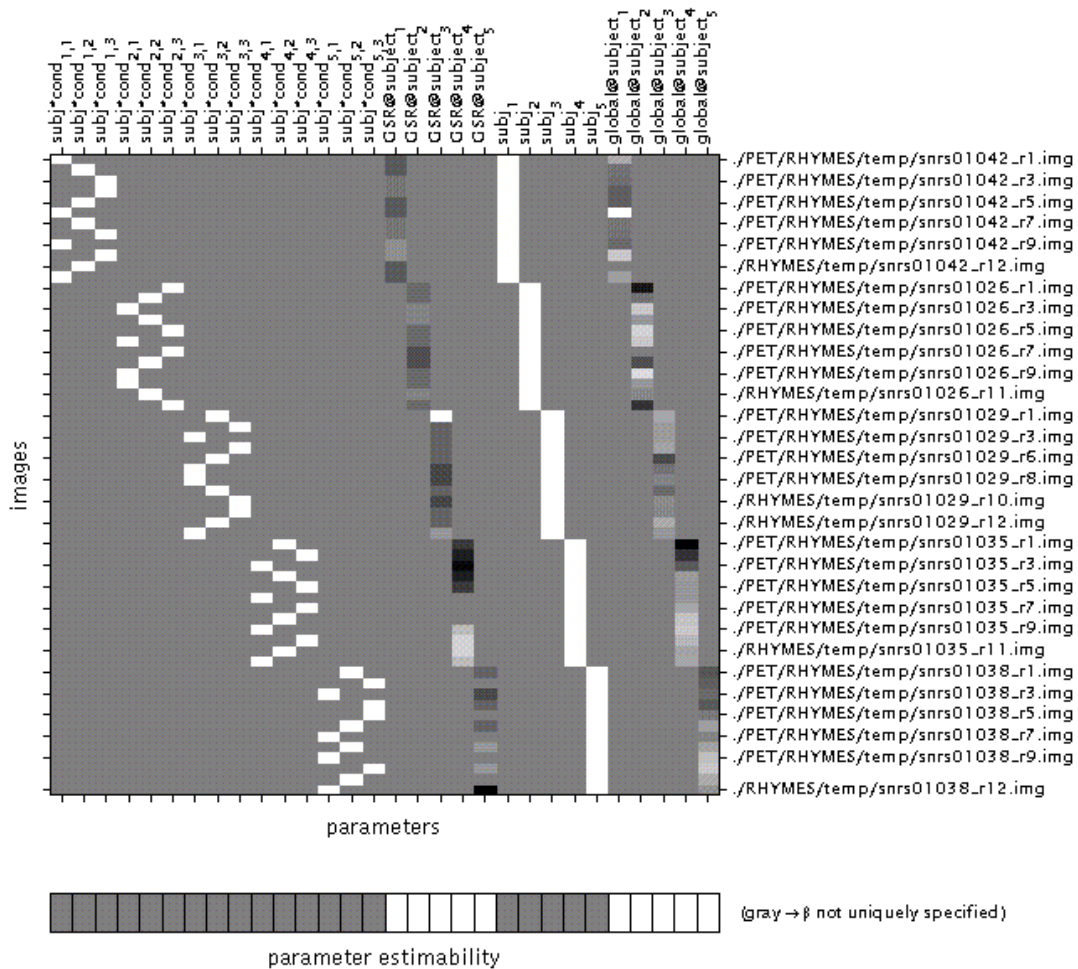 subj*cond1,1
subj*cond1,2
subj*cond1,3
subj*cond2,1
subj*cond2,2
subj*cond2,3
subj*cond3,1
subj*cond3,2
subj*cond3,3
subj*cond4,1
subj*cond4,2
subj*cond4,3
subj*cond5,1
subj*cond5,2
subj*cond5,3
GSR@subject1
GSR@subject2
GSR@subject3
GSR@subject4
GSR@subject5
subj1
subj2
subj3
subj4
subj5
global@subject1
global@subject2
global@subject3
global@subject4
global@subject5
./PET/RHYMES/temp/snrs01042_r1.img
./PET/RHYMES/temp/snrs01042_r3.img
./PET/RHYMES/temp/snrs01042_r5.img
./PET/RHYMES/temp/snrs01042_r7.img
./PET/RHYMES/temp/snrs01042_r9.img
./RHYMES/temp/snrs01042_r12.img
./PET/RHYMES/temp/snrs01026_r1.img
./PET/RHYMES/temp/snrs01026_r3.img
./PET/RHYMES/temp/snrs01026_r5.img
./PET/RHYMES/temp/snrs01026_r7.img
./PET/RHYMES/temp/snrs01026_r9.img
./RHYMES/temp/snrs01026_r11.img
./PET/RHYMES/temp/snrs01029_r1.img
./PET/RHYMES/temp/snrs01029_r3.img
./PET/RHYMES/temp/snrs01029_r6.img
./PET/RHYMES/temp/snrs01029_r8.img
./RHYMES/temp/snrs01029_r10.img
./RHYMES/temp/snrs01029_r12.img
./PET/RHYMES/temp/snrs01035_r1.img
./PET/RHYMES/temp/snrs01035_r3.img
./PET/RHYMES/temp/snrs01035_r5.img
./PET/RHYMES/temp/snrs01035_r7.img
./PET/RHYMES/temp/snrs01035_r9.img
./RHYMES/temp/snrs01035_r11.img
./PET/RHYMES/temp/snrs01038_r1.img
./PET/RHYMES/temp/snrs01038_r3.img
./PET/RHYMES/temp/snrs01038_r5.img
./PET/RHYMES/temp/snrs01038_r7.img
./PET/RHYMES/temp/snrs01038_r9.img
./RHYMES/temp/snrs01038_r12.img
images
parameters
(gray → β not uniquely specified)
parameter estimability